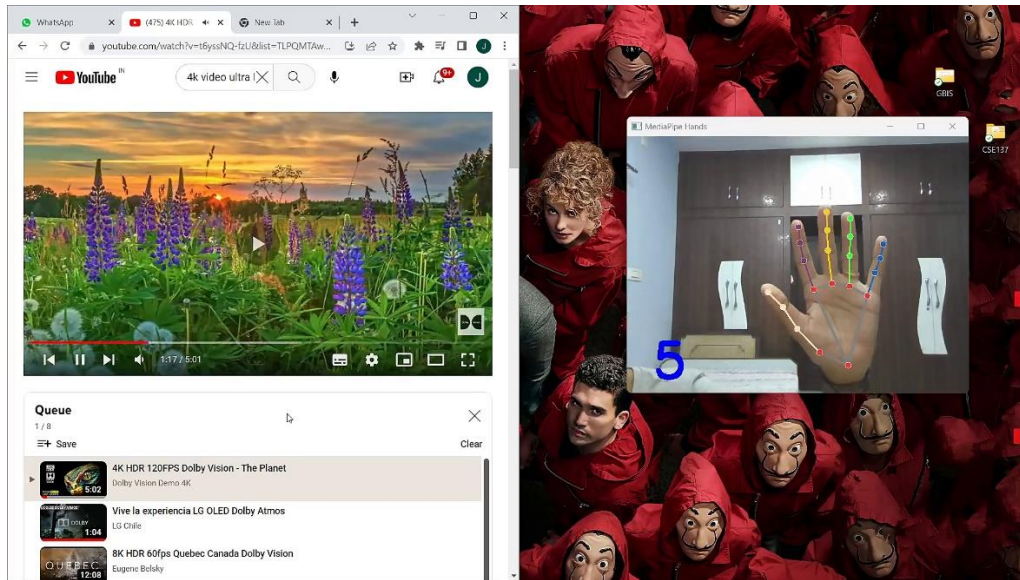 WhatsApp
(475) 4K HDR
New Tab
youtube.com/watch?v=t6yssNQ-fzU&list=TLPQMTAw...
J
YouTube IN
4k video ultra
9+
J
1:17 / 5:01
Queue
1 / 8
Save
Clear
4K HDR 120FPS Dolby Vision - The Planet
Dolby Vision Demo 4K
5:02
Vive la experiencia LG OLED Dolby Atmos
LG Chile
DOLBY
1:04
8K HDR 60fps Quebec Canada Dolby Vision
Eugene Belsky
QUEBEC
12:08
GBIS
CSE137
MediaPipe Hands
5